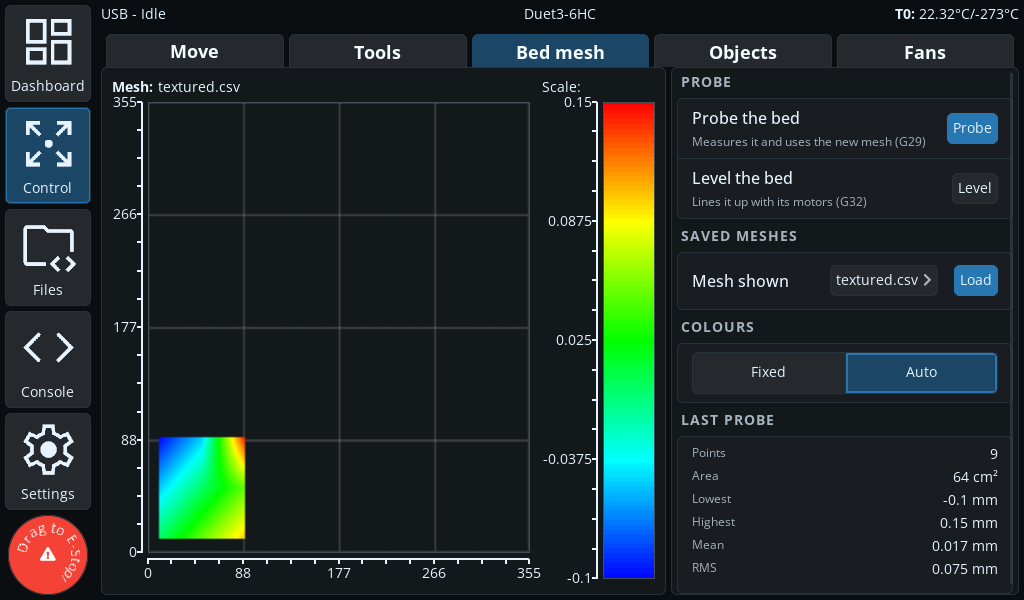 USB - Idle
Duet3-6HC
T0: 22.32°C/-273°C
Dashboard
Control
Files
Console
Settings
Drag to E-Stop!
Move
Tools
Bed mesh
Objects
Fans
Mesh: textured.csv
Scale:
355
266
177
88
0
0
88
177
266
355
0.15
0.0875
0.025
-0.0375
-0.1
PROBE
Probe the bed
Measures it and uses the new mesh (G29)
Probe
Level the bed
Lines it up with its motors (G32)
Level
SAVED MESHES
Mesh shown
textured.csv
Load
COLOURS
Fixed
Auto
LAST PROBE
Points 9
Area 64 cm²
Lowest -0.1 mm
Highest 0.15 mm
Mean 0.017 mm
RMS 0.075 mm